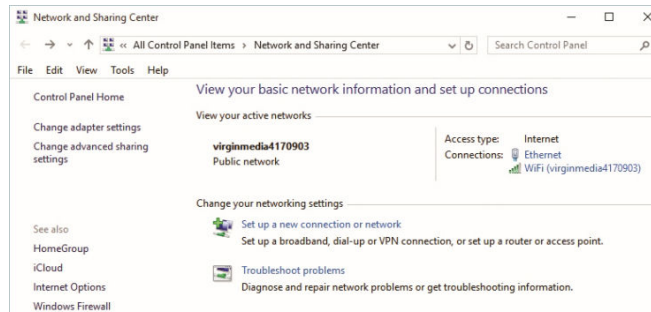 Network and Sharing Center
« All Control Panel Items > Network and Sharing Center
Search Control Panel
File Edit View Tools Help
Control Panel Home
Change adapter settings
Change advanced sharing
settings
See also
HomeGroup
iCloud
Internet Options
Windows Firewall
View your basic network information and set up connections
View your active networks
virginmedia4170903
Public network
Access type: Internet
Connections: Ethernet
WiFi (virginmedia4170903)
Change your networking settings
Set up a new connection or network
Set up a broadband, dial-up or VPN connection, or set up a router or access point.
Troubleshoot problems
Diagnose and repair network problems or get troubleshooting information.